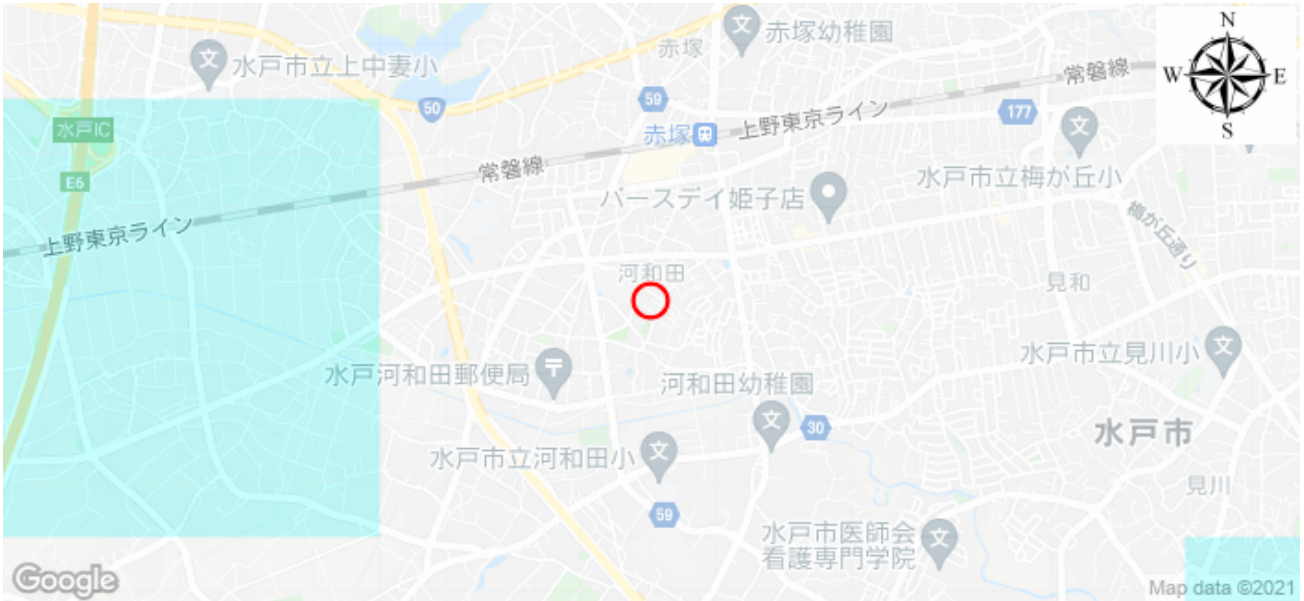 赤塚幼稚園
赤塚
N
水戸市立上中妻小
常磐線
W
E
59
50
177
S
水戸IC
赤塚
上野東京ライン
常磐線
E6
水戸市立梅が丘小
バースデイ姫子店
上野東京ライン
梅が丘通り
河和田
見和
水戸市立見川小
水戸河和田郵便局
河和田幼稚園
30
水戸市
水戸市立河和田小
見川
59
水戸市医師会
看護専門学院
Google
Map data ©2021